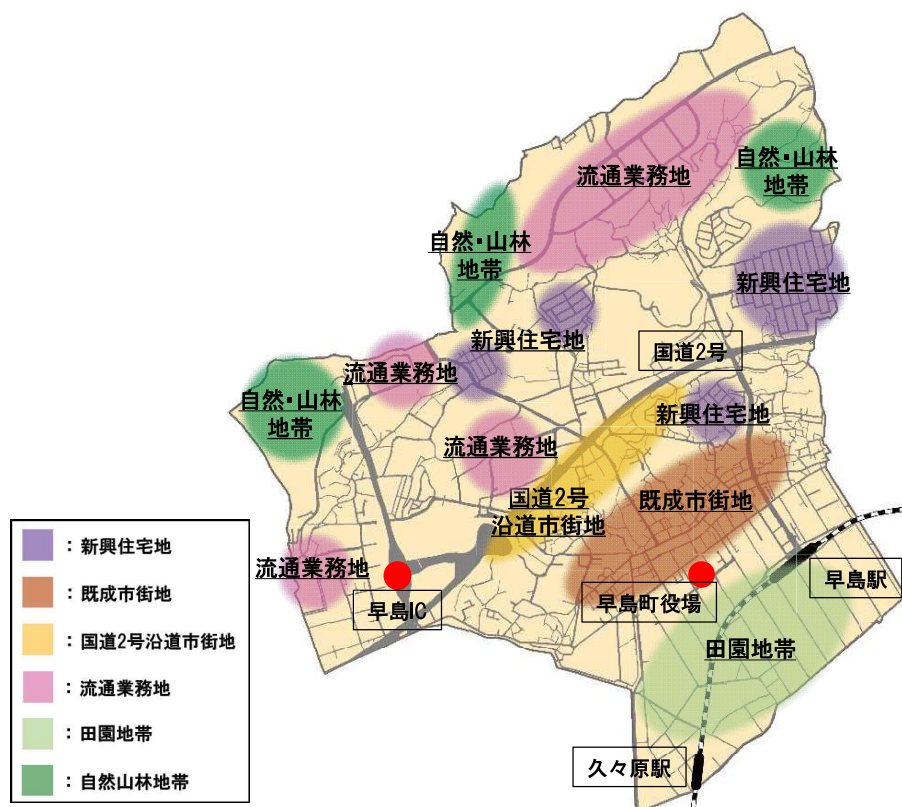 流通業務地
自然・山林
地帯
自然・山林
地帯
新興住宅地
新興住宅地
国道2号
流通業務地
自然・山林
地帯
新興住宅地
流通業務地
国道2号
沿道市街地
既成市街地
流通業務地
早島IC
早島町役場
早島駅
田園地帯
久々原駅
：新興住宅地
：既成市街地
：国道2号沿道市街地
：流通業務地
：田園地帯
：自然山林地帯